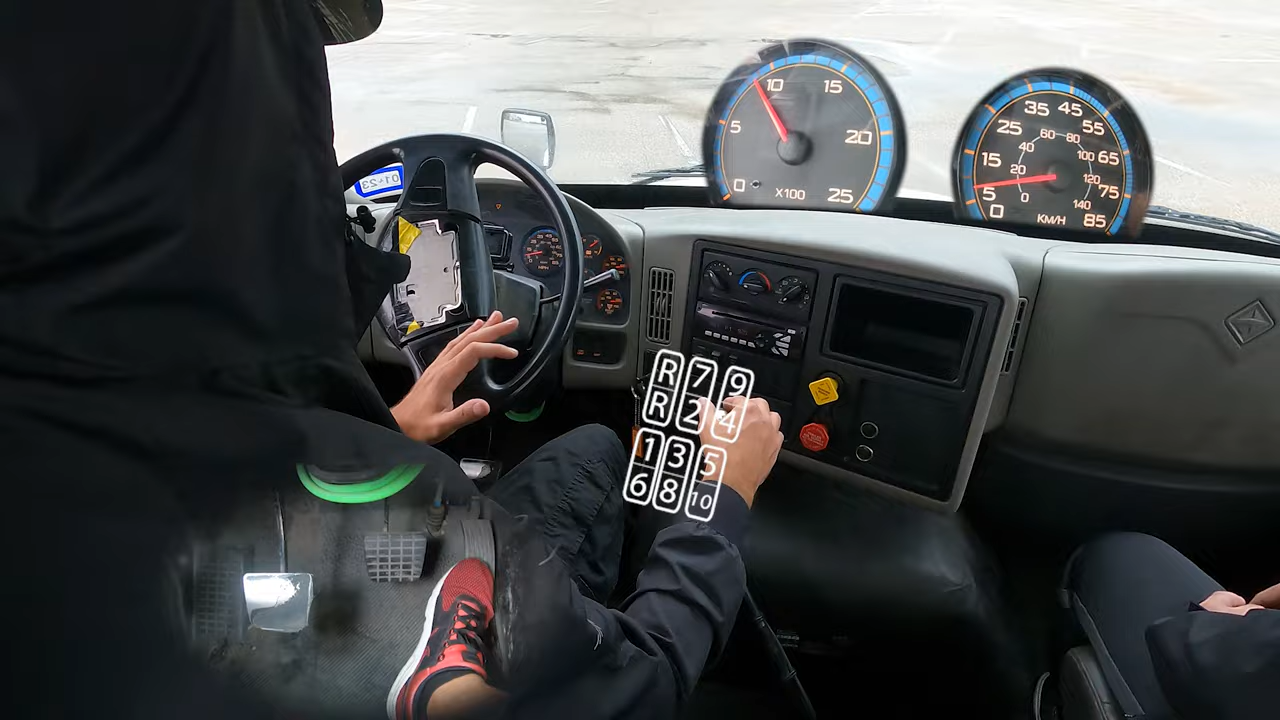 0 5 10 15 20 25
X100
0 5 15 25 35 45 55 65 75 85
0 20 40 60 80 100 120 140
KM/H
01-23
R 7 9
R 2 4
1 3 5
6 8 10